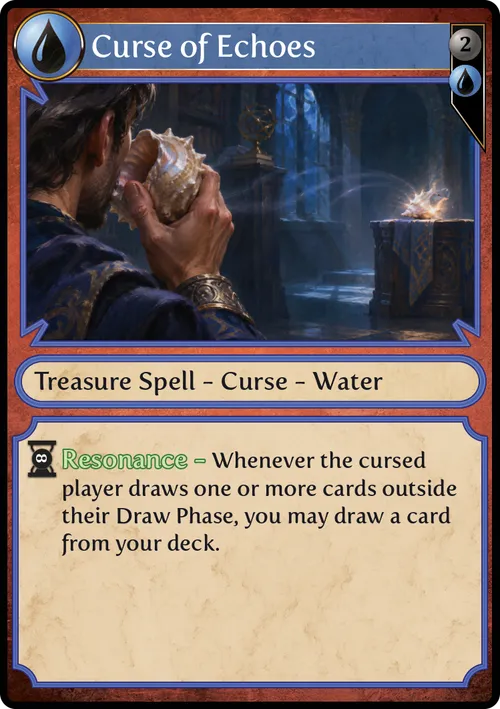 Curse of Echoes
2
Treasure Spell - Curse - Water
Resonance - Whenever the cursed
player draws one or more cards outside
their Draw Phase, you may draw a card
from your deck.